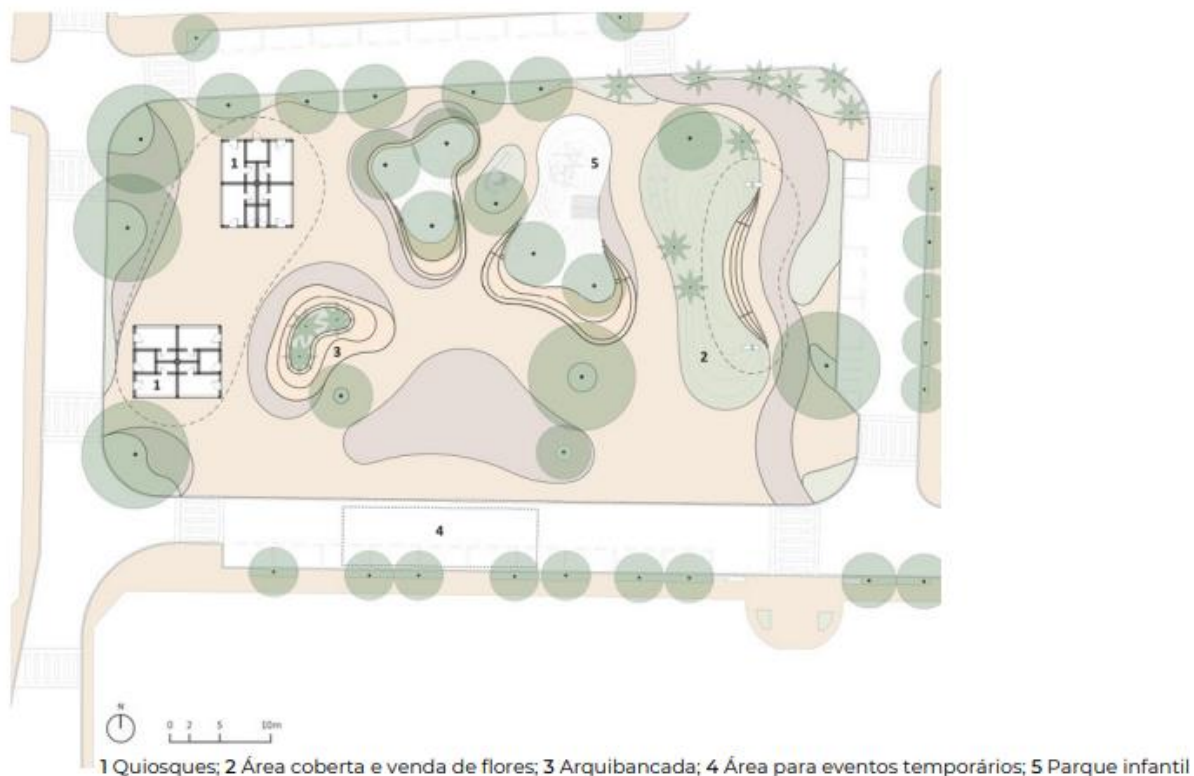 1
5
3
1
2
4
N
0 2 5 10m
1 Quiosques; 2 Área coberta e venda de flores; 3 Arquibancada; 4 Área para eventos temporários; 5 Parque infantil